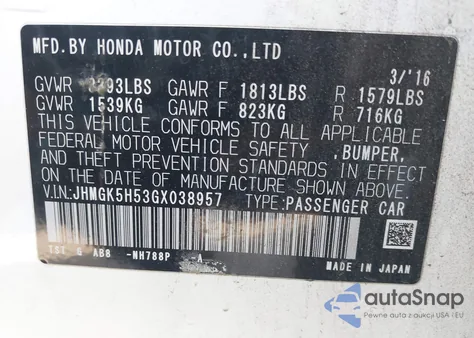 MFD.BY HONDA MOTOR CO.,LTD
3/'16
GVWR GAWR F 1813LBS R 1579LBS
GVWR 1539KG GAWR F 823KG R 716KG
THIS VEHICLE CONFORMS TO ALL APPLICABLE
FEDERAL MOTOR VEHICLE SAFETY ,BUMPER,
AND THEFT PREVENTION STANDARDS IN EFFECT
ON THE DATE OF MANUFACTURE SHOWN ABOVE.
V.I.N:JHMGK5H53GX038957 TYPE:PASSENGER CAR
AB8 -NH788P A
MADE IN JAPAN
autoSnap
Pewne auta z USA i EU